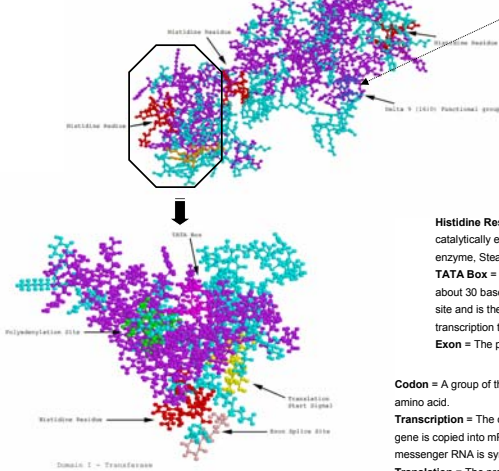 Histidine Residue
Histidine Residue
Delta 9 (16:0) Functional group
Histidine Residue
TATA Box
Polyadenylation Site
Translation
Start Signal
Histidine Residue
Exon Splice Site
Domain I - Transferase
Histidine Res
catalytically e
enzyme, Stea
TATA Box =
about 30 base
site and is the
transcription t
Exon = The p
Codon = A group of th
amino acid.
Transcription = The c
gene is copied into mR
messenger RNA is sy